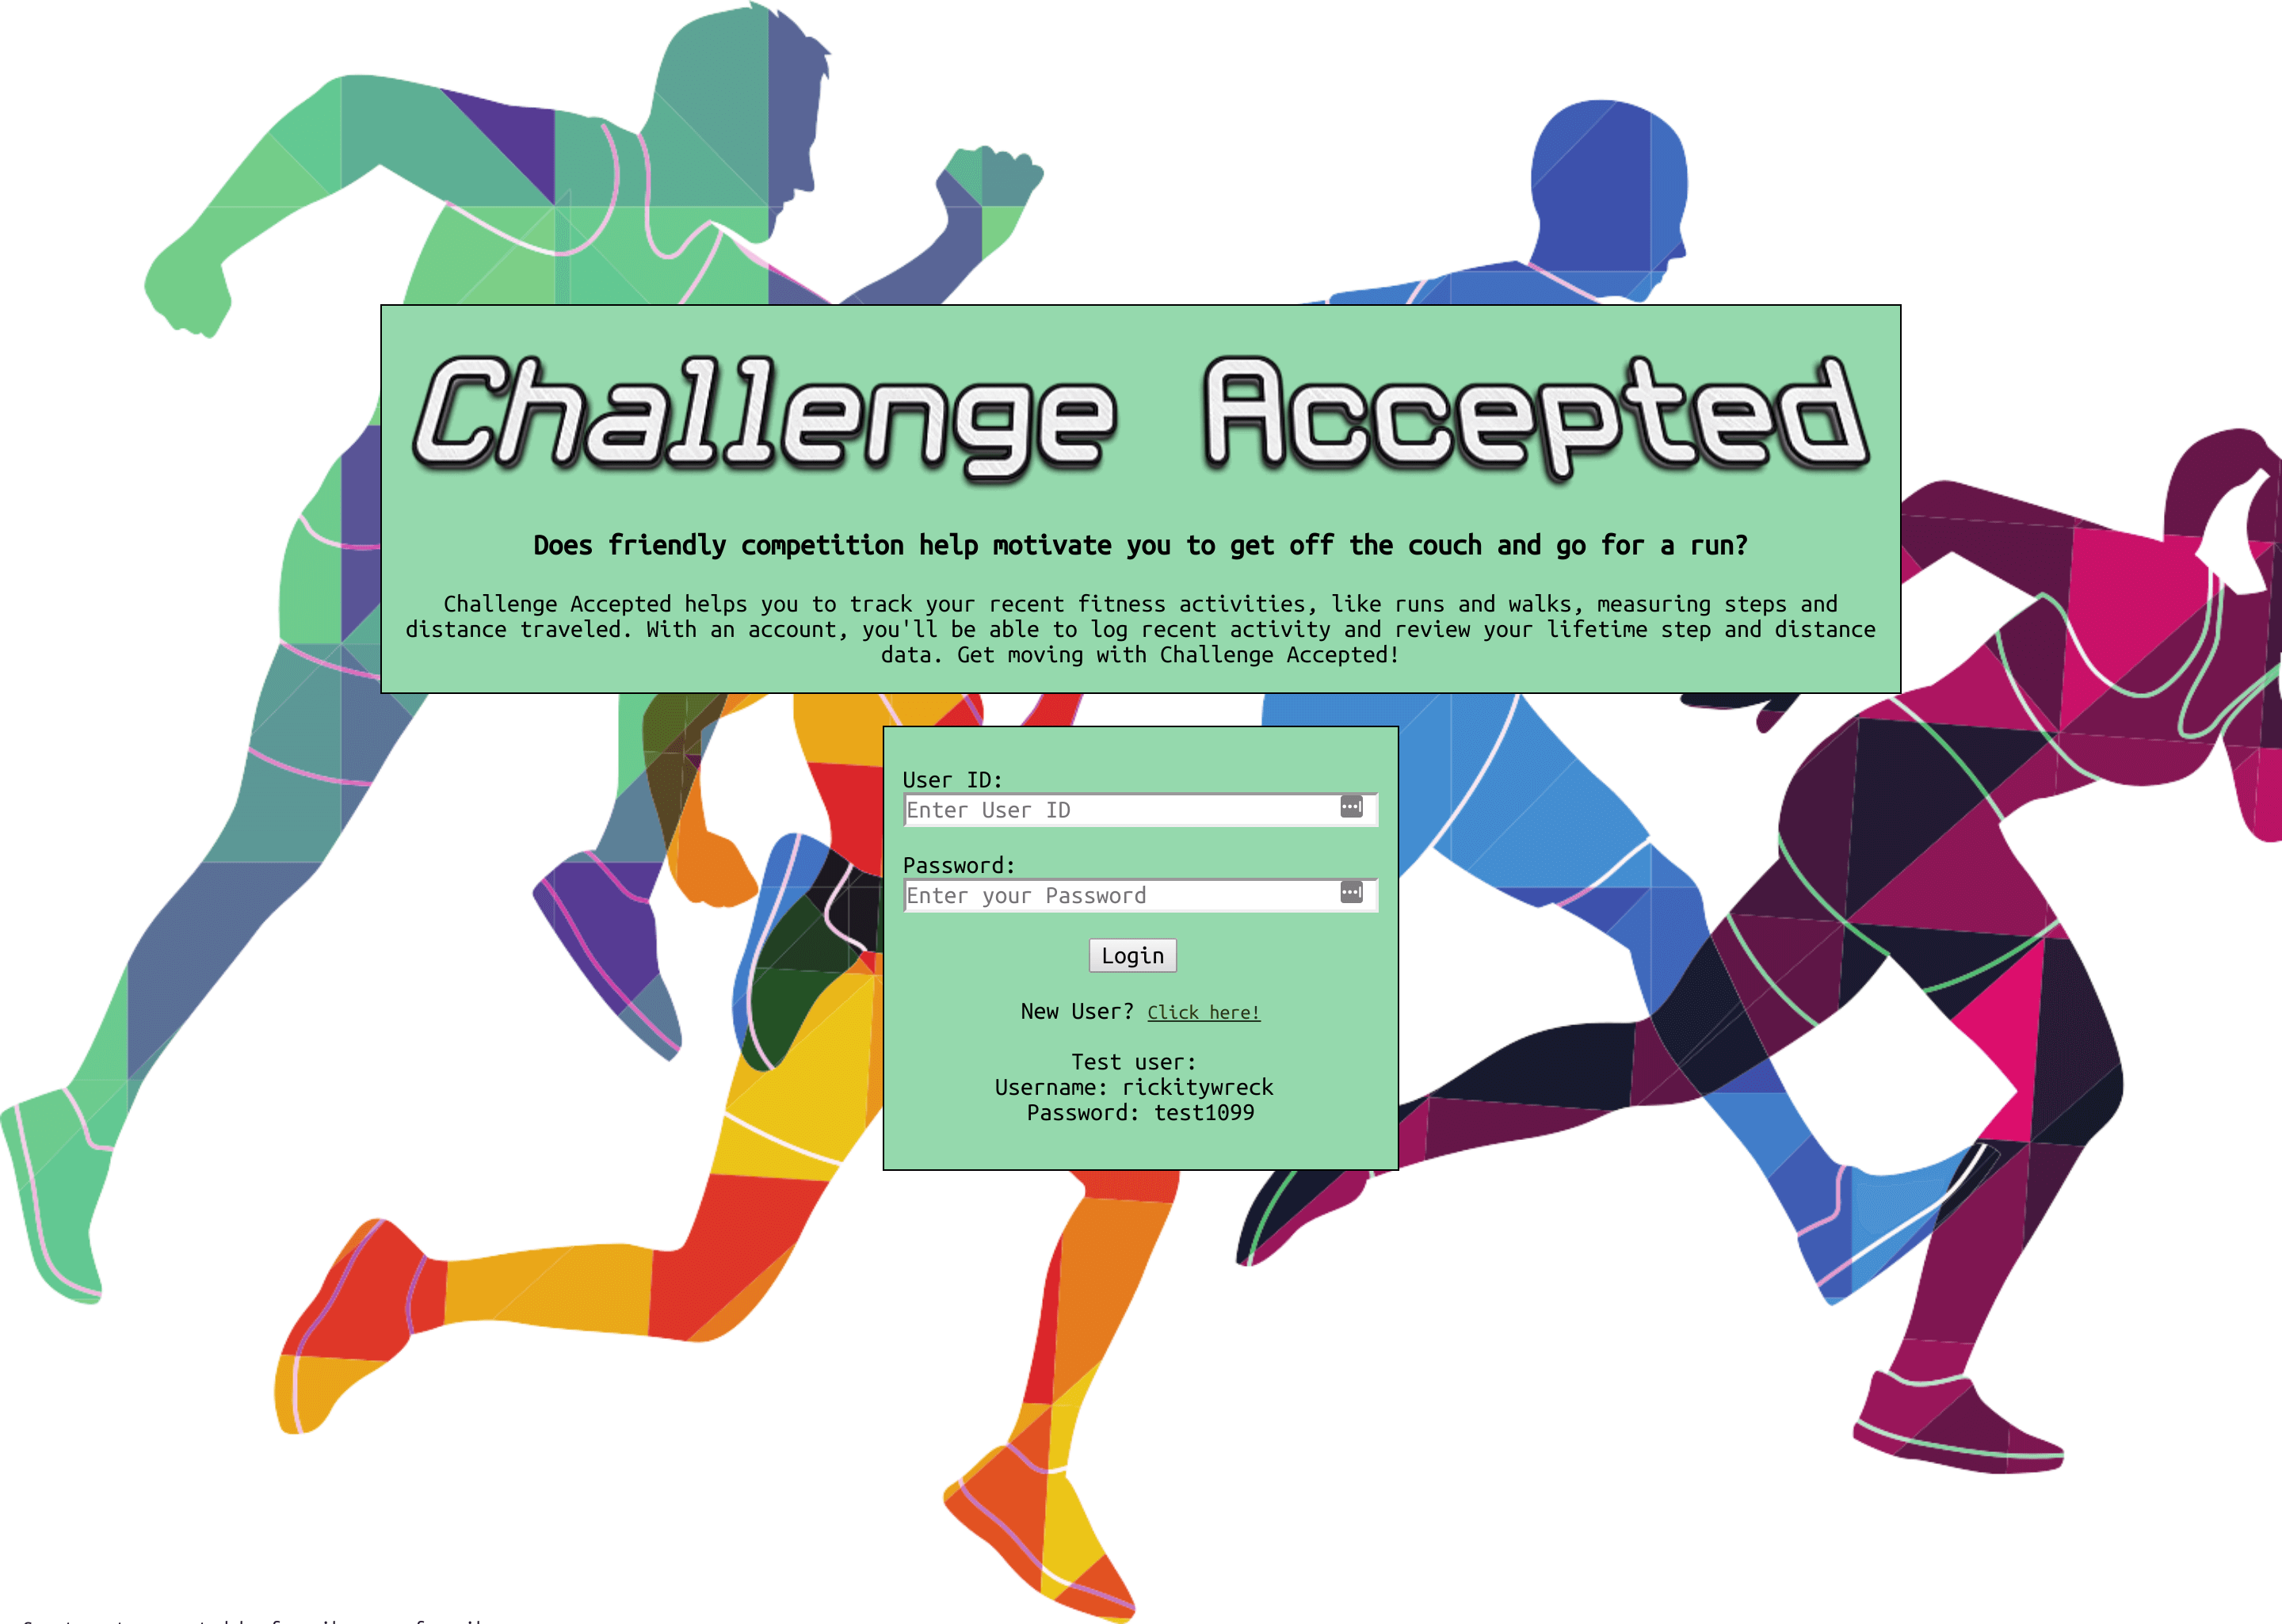 Challenge Accepted
Does friendly competition help motivate you to get off the couch and go for a run?
Challenge Accepted helps you to track your recent fitness activities, like runs and walks, measuring steps and
distance traveled. With an account, you'll be able to log recent activity and review your lifetime step and distance
data. Get moving with Challenge Accepted!
User ID:
Enter User ID
Password:
Enter your Password
Login
New User? Click here!
Test user:
Username: rickitywreck
Password: test1099